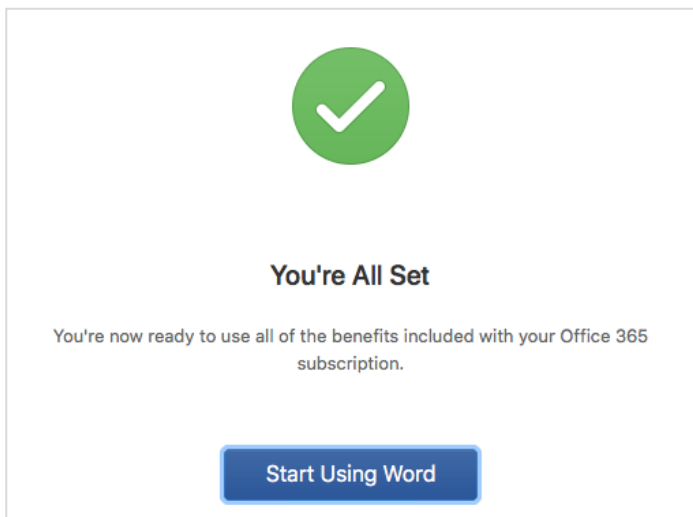 You're All Set
You're now ready to use all of the benefits included with your Office 365
subscription.
Start Using Word